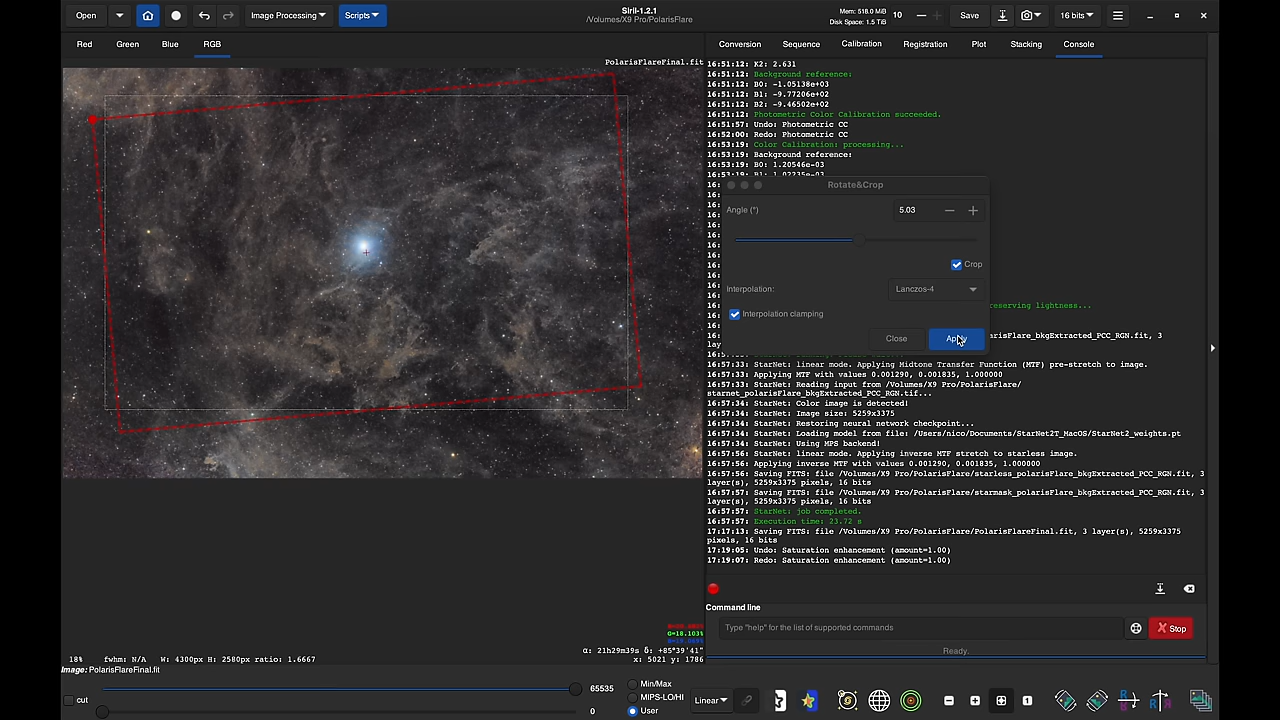 Open
Image Processing
Scripts
Siril-1.2.1
/Volumes/X9 Pro/PolarisFlare
Mem: 518.0 MiB
Disk Space: 1.5 TiB
10
Save
16 bits
Red
Green
Blue
RGB
Conversion
Sequence
Calibration
Registration
Plot
Stacking
Console
PolarisFlareFinal.fit
16:51:12: K2: 2.631
16:51:12: Background reference:
16:51:12: B0: -1.05138e+03
16:51:12: B1: -9.77206e+02
16:51:12: B2: -9.46502e+02
16:51:12: Photometric Color Calibration succeeded.
16:51:57: Undo: Photometric CC
16:52:00: Redo: Photometric CC
16:53:19: Color Calibration: processing...
16:53:19: Background reference:
16:53:19: B0: 1.20546e-03
Rotate&Crop
Angle (°)
5.03
Crop
Interpolation:
Lanczos-4
Interpolation clamping
Close
Apply
reserving lightness...
arisFlare_bkgExtracted_PCC_RGN.fit, 3
16:57:33: StarNet: linear mode. Applying Midtone Transfer Function (MTF) pre-stretch to image.
16:57:33: Applying MTF with values 0.001290, 0.001835, 1.000000
16:57:33: StarNet: Reading input from /Volumes/X9 Pro/PolarisFlare/
starnet_polarisFlare_bkgExtracted_PCC_RGN.tif...
16:57:34: StarNet: Color image is detected!
16:57:34: StarNet: Image size: 5259x3375
16:57:34: StarNet: Restoring neural network checkpoint...
16:57:34: StarNet: Loading model from file: /Users/nico/Documents/StarNet2T_MacOS/StarNet2_weights.pt
16:57:34: StarNet: Using MPS backend!
16:57:56: StarNet: linear mode. Applying inverse MTF stretch to starless image.
16:57:56: Applying inverse MTF with values 0.001290, 0.001835, 1.000000
16:57:56: Saving FITS: file /Volumes/X9 Pro/PolarisFlare/starless_polarisFlare_bkgExtracted_PCC_RGN.fit, 3
layer(s), 5259x3375 pixels, 16 bits
16:57:57: Saving FITS: file /Volumes/X9 Pro/PolarisFlare/starmask_polarisFlare_bkgExtracted_PCC_RGN.fit, 3
layer(s), 5259x3375 pixels, 16 bits
16:57:57: StarNet: job completed.
16:57:57: Execution time: 23.72 s
17:17:13: Saving FITS: file /Volumes/X9 Pro/PolarisFlare/PolarisFlareFinal.fit, 3 layer(s), 5259x3375
pixels, 16 bits
17:19:05: Undo: Saturation enhancement (amount=1.00)
17:19:07: Redo: Saturation enhancement (amount=1.00)
Command line
Type "help" for the list of supported commands
Stop
Ready.
G=18.103%
α: 21h29m39s δ: +85°39'41"
x: 5021 y: 1786
18% fwhm: N/A W: 4300px H: 2580px ratio: 1.6667
Image: PolarisFlareFinal.fit
cut
65535
0
Min/Max
MIPS-LO/HI
User
Linear